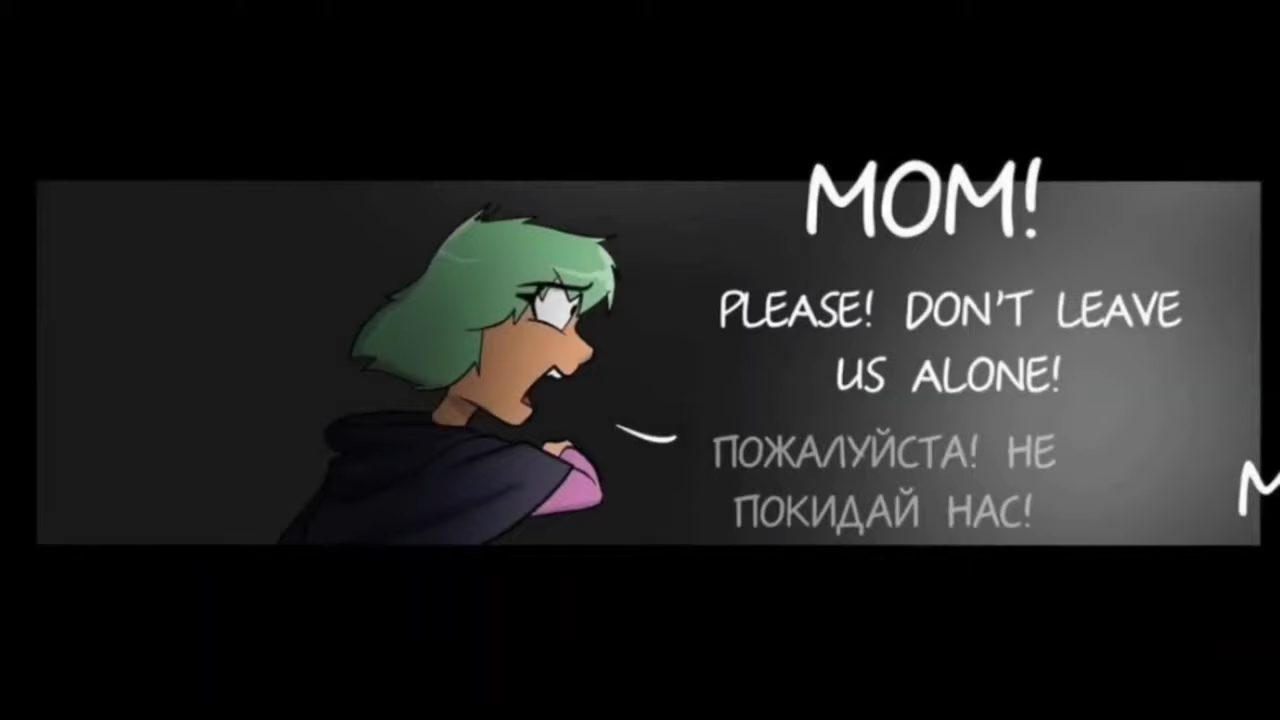 MOM!
PLEASE! DON'T LEAVE
US ALONE!
ПОЖАЛУЙСТА! НЕ
ПОКИДАЙ НАС!